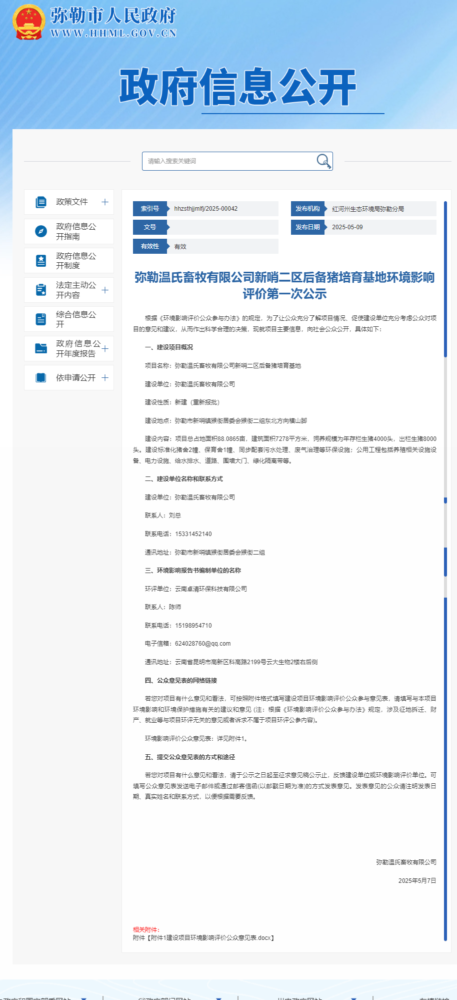 弥勒市人民政府
WWW.HHML.GOV.CN
政府信息公开
请输入搜索关键词
政策文件
政府信息公
开指南
政府信息公
开制度
法定主动公
开内容
综合信息公
开
政府信息公
开年度报告
依申请公开
索引号 hhzsthjjmlfj/2025-00042 发布机构 红河州生态环境局弥勒分局
文号 发布日期 2025-05-09
有效性 有效
弥勒温氏畜牧有限公司新哨二区后备猪培育基地环境影响
评价第一次公示
根据《环境影响评价公众参与办法》的规定，为了让公众充分了解项目情况、促使建设单位充分考虑公众对项
目的意见和建议，从而作出科学合理的决策，现就项目主要信息，向社会公众公开，具体如下：
一、建设项目概况
项目名称：弥勒温氏畜牧有限公司新哨二区后备猪培育基地
建设单位：弥勒温氏畜牧有限公司
建设性质：新建（重新报批）
建设地点：弥勒市新哨镇猴街居委会猴街二组东北方向横山脚
建设内容：项目总占地面积88.0865亩，建筑面积7278平方米，饲养规模为年存栏生猪4000头，出栏生猪8000
头。建设标准化猪舍2幢、保育舍1幢、同步配套污水处理、废气治理等环保设施；公用工程包括养殖相关设施设
备、电力设施、给水排水、道路、围墙大门、绿化隔离带等。
二、建设单位名称和联系方式
建设单位：弥勒温氏畜牧有限公司
联系人：刘总
联系电话：15331452140
通讯地址：弥勒市新哨镇猴街居委会猴街二组
三、环境影响报告书编制单位的名称
环评单位：云南卓清环保科技有限公司
联系人：陈师
联系电话：15198954710
电子信箱：624028760@qq.com
通讯地址：云南省昆明市高新区科高路2199号云大生物2楼右后侧
四、公众意见表的网络链接
若您对项目有什么意见和看法，可按照附件格式填写建设项目环境影响评价公众参与意见表，请填写与本项目
环境影响和环境保护措施有关的建议和意见 (注：根据《环境影响评价公众参与办法》规定，涉及征地拆迁、财
产、就业等与项目环评无关的意见或者诉求不属于项目环评公参内容)。
环境影响评价公众意见表：详见附件1。
五、提交公众意见表的方式和途径
若您对项目有什么意见和看法，请于公示之日起至征求意见稿公示止，反馈建设单位或环境影响评价单位。可
填写公众意见表发送电子邮件或通过邮寄信函(以邮戳日期为准)的方式发表意见。发表意见的公众请注明发表日
期、真实姓名和联系方式，以便根据需要反馈。
弥勒温氏畜牧有限公司
2025年5月7日
相关附件：
附件【附件1建设项目环境影响评价公众意见表.docx】